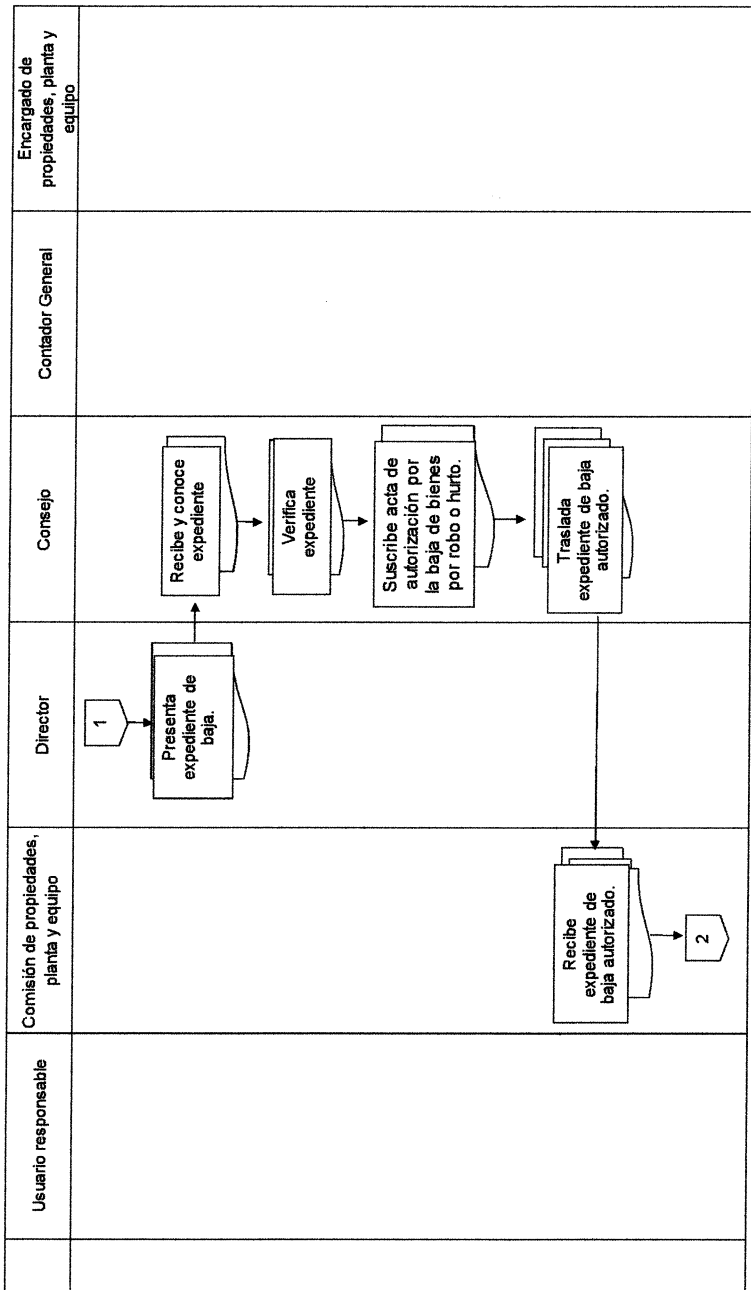 Usuario responsable
Comisión de propiedades,
planta y equipo
Director
Consejo
Contador General
Encargado de
propiedades, planta y
equipo
1
Presenta
expediente de
baja.
Recibe y conoce
expediente
Verifica
expediente
Suscribe acta de
autorización por
la baja de bienes
por robo o hurto.
Traslada
expediente de baja
autorizado.
Recibe
expediente de
baja autorizado.
2